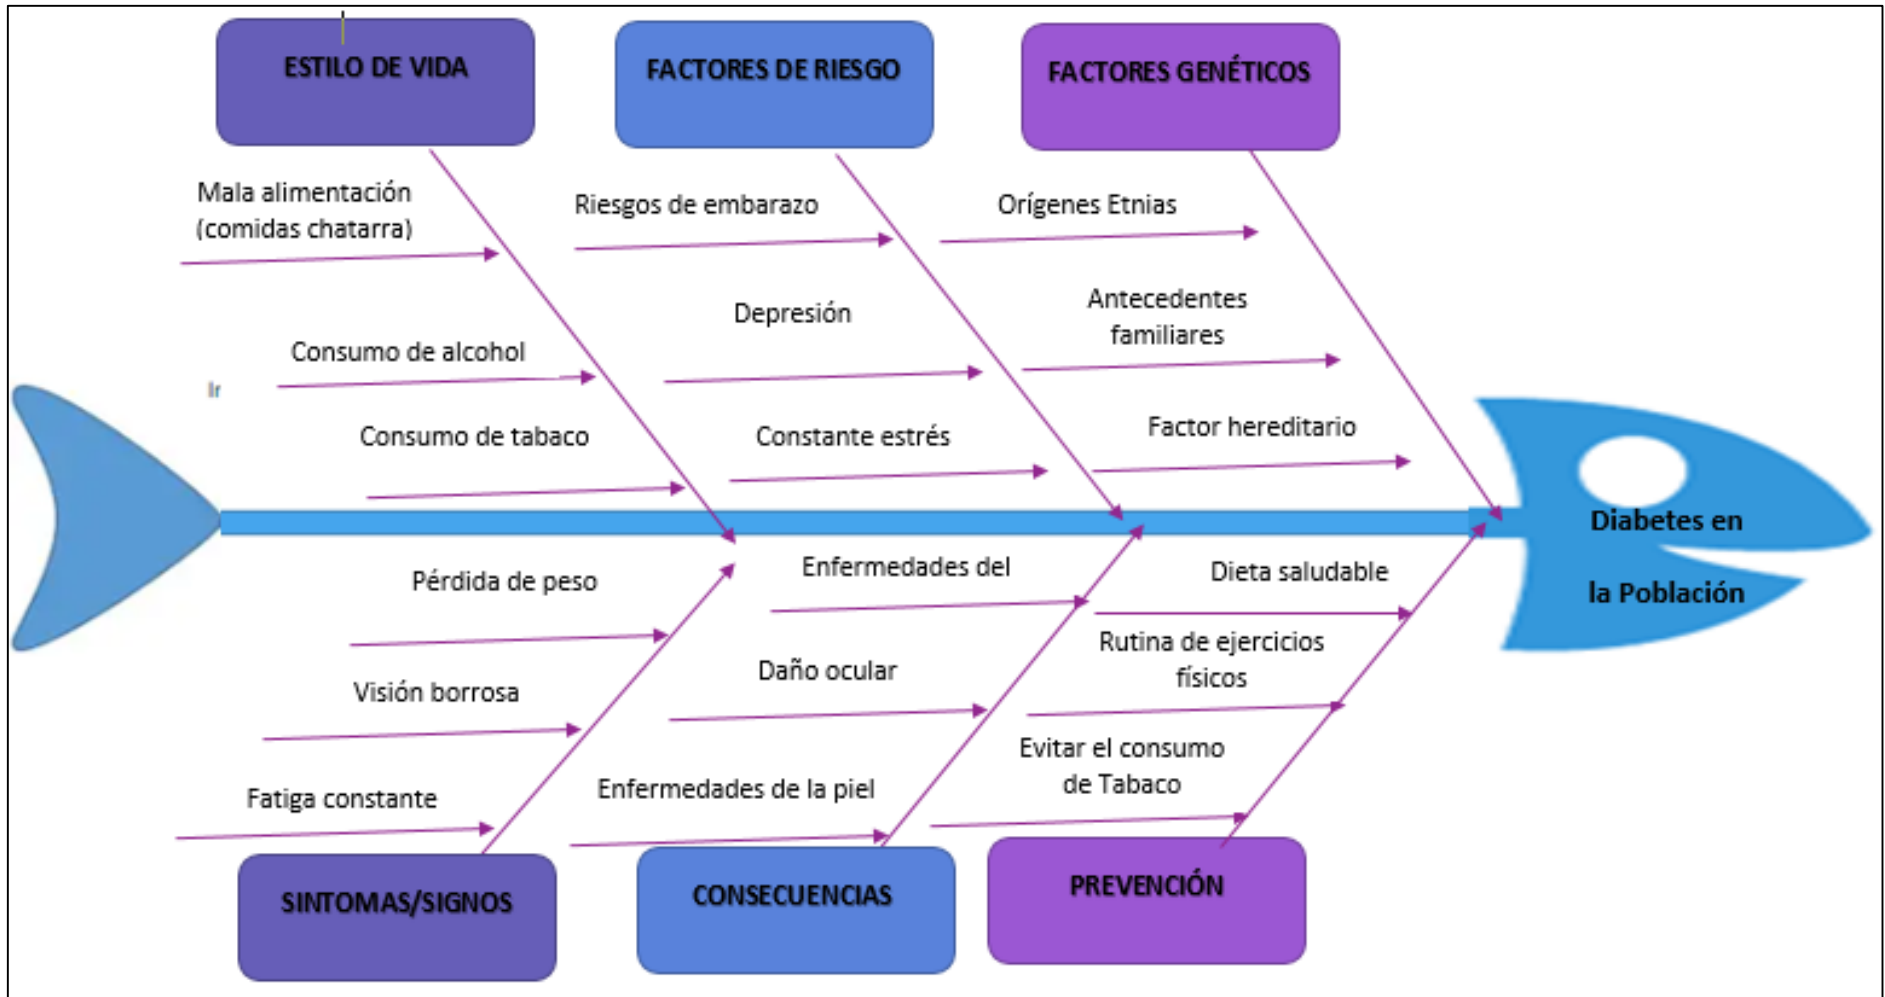 ESTILO DE VIDA
FACTORES DE RIESGO
FACTORES GENÉTICOS
Mala alimentación
(comidas chatarra)
Consumo de alcohol
Consumo de tabaco
Riesgos de embarazo
Depresión
Constante estrés
Orígenes Etnias
Antecedentes
familiares
Factor hereditario
Ir
Diabetes en
la Población
Pérdida de peso
Visión borrosa
Fatiga constante
Enfermedades del
Daño ocular
Enfermedades de la piel
Dieta saludable
Rutina de ejercicios
físicos
Evitar el consumo
de Tabaco
SINTOMAS/SIGNOS
CONSECUENCIAS
PREVENCIÓN